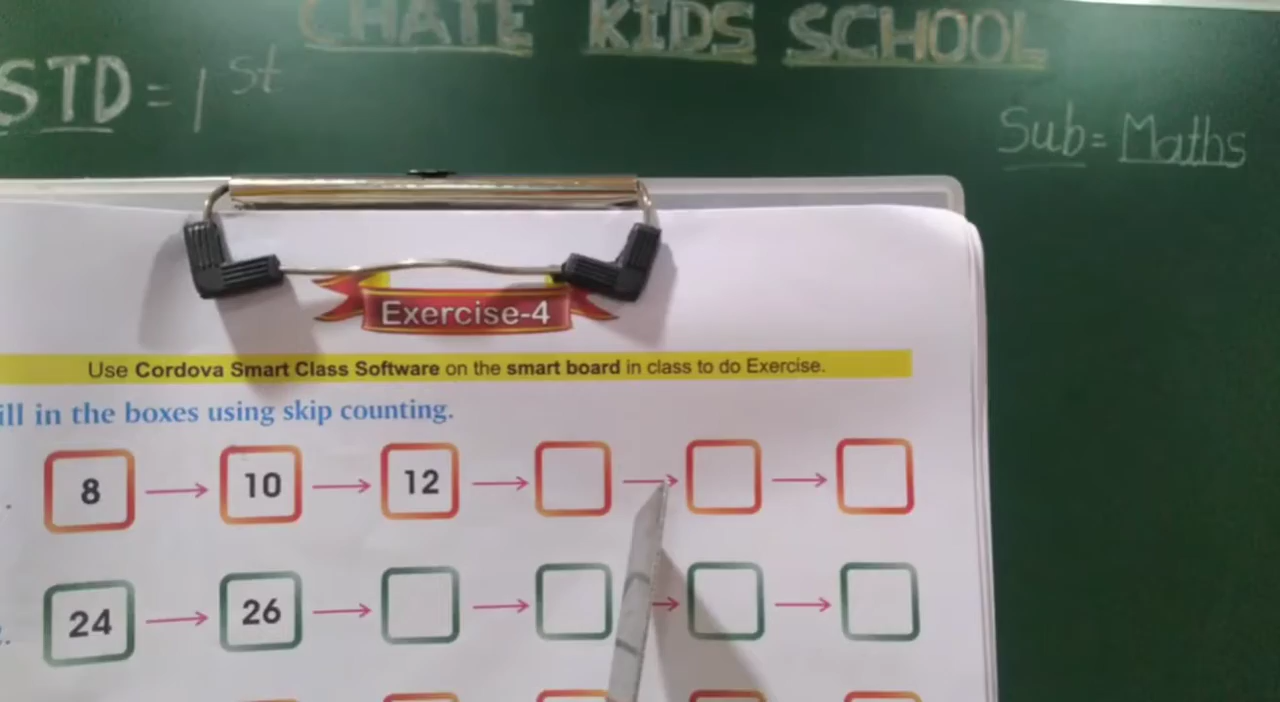 CHATE KIDS SCHOOL
STD = 1st
Sub = Maths
Exercise-4
Use Cordova Smart Class Software on the smart board in class to do Exercise.
ill in the boxes using skip counting.
8 10 12
24 26